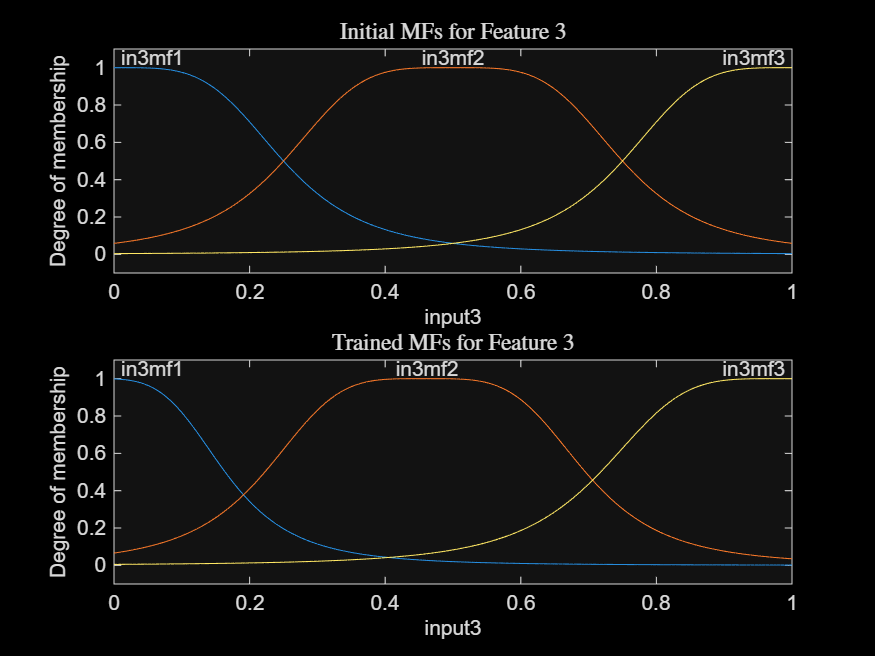 Initial MFs for Feature 3
in3mf1 in3mf2 in3mf3
Degree of membership
1
0.8
0.6
0.4
0.2
0
0 0.2 0.4 0.6 0.8 1
input3
Trained MFs for Feature 3
in3mf1 in3mf2 in3mf3
Degree of membership
1
0.8
0.6
0.4
0.2
0
0 0.2 0.4 0.6 0.8 1
input3